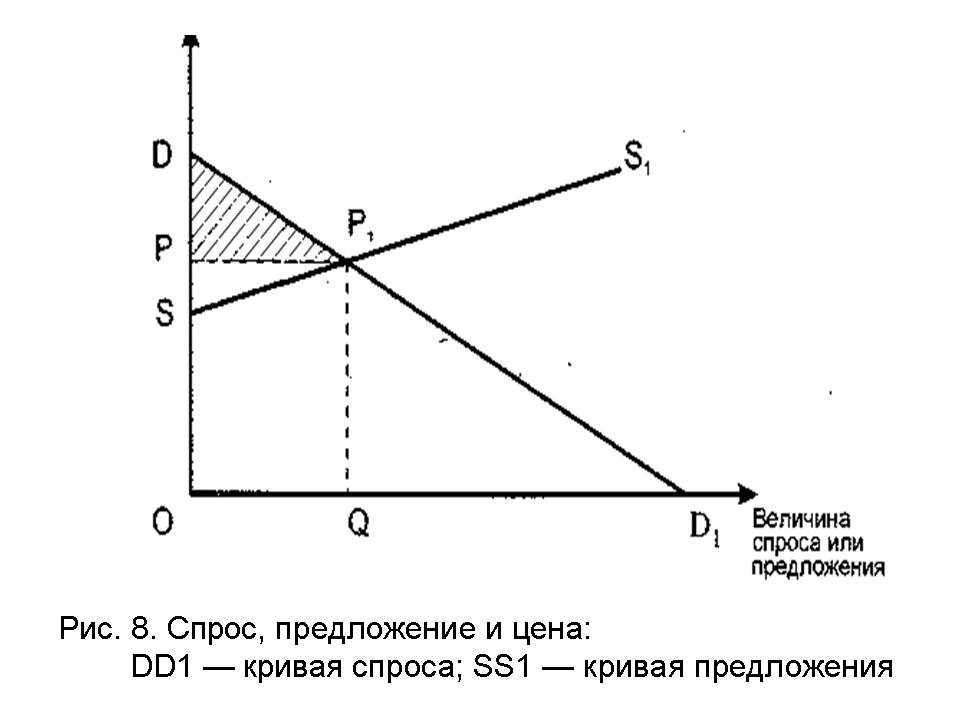 D
S₁
P₁
P
S
O
Q
D₁
Величина
спроса или
предложения
Рис. 8. Спрос, предложение и цена:
DD1 — кривая спроса; SS1 — кривая предложения